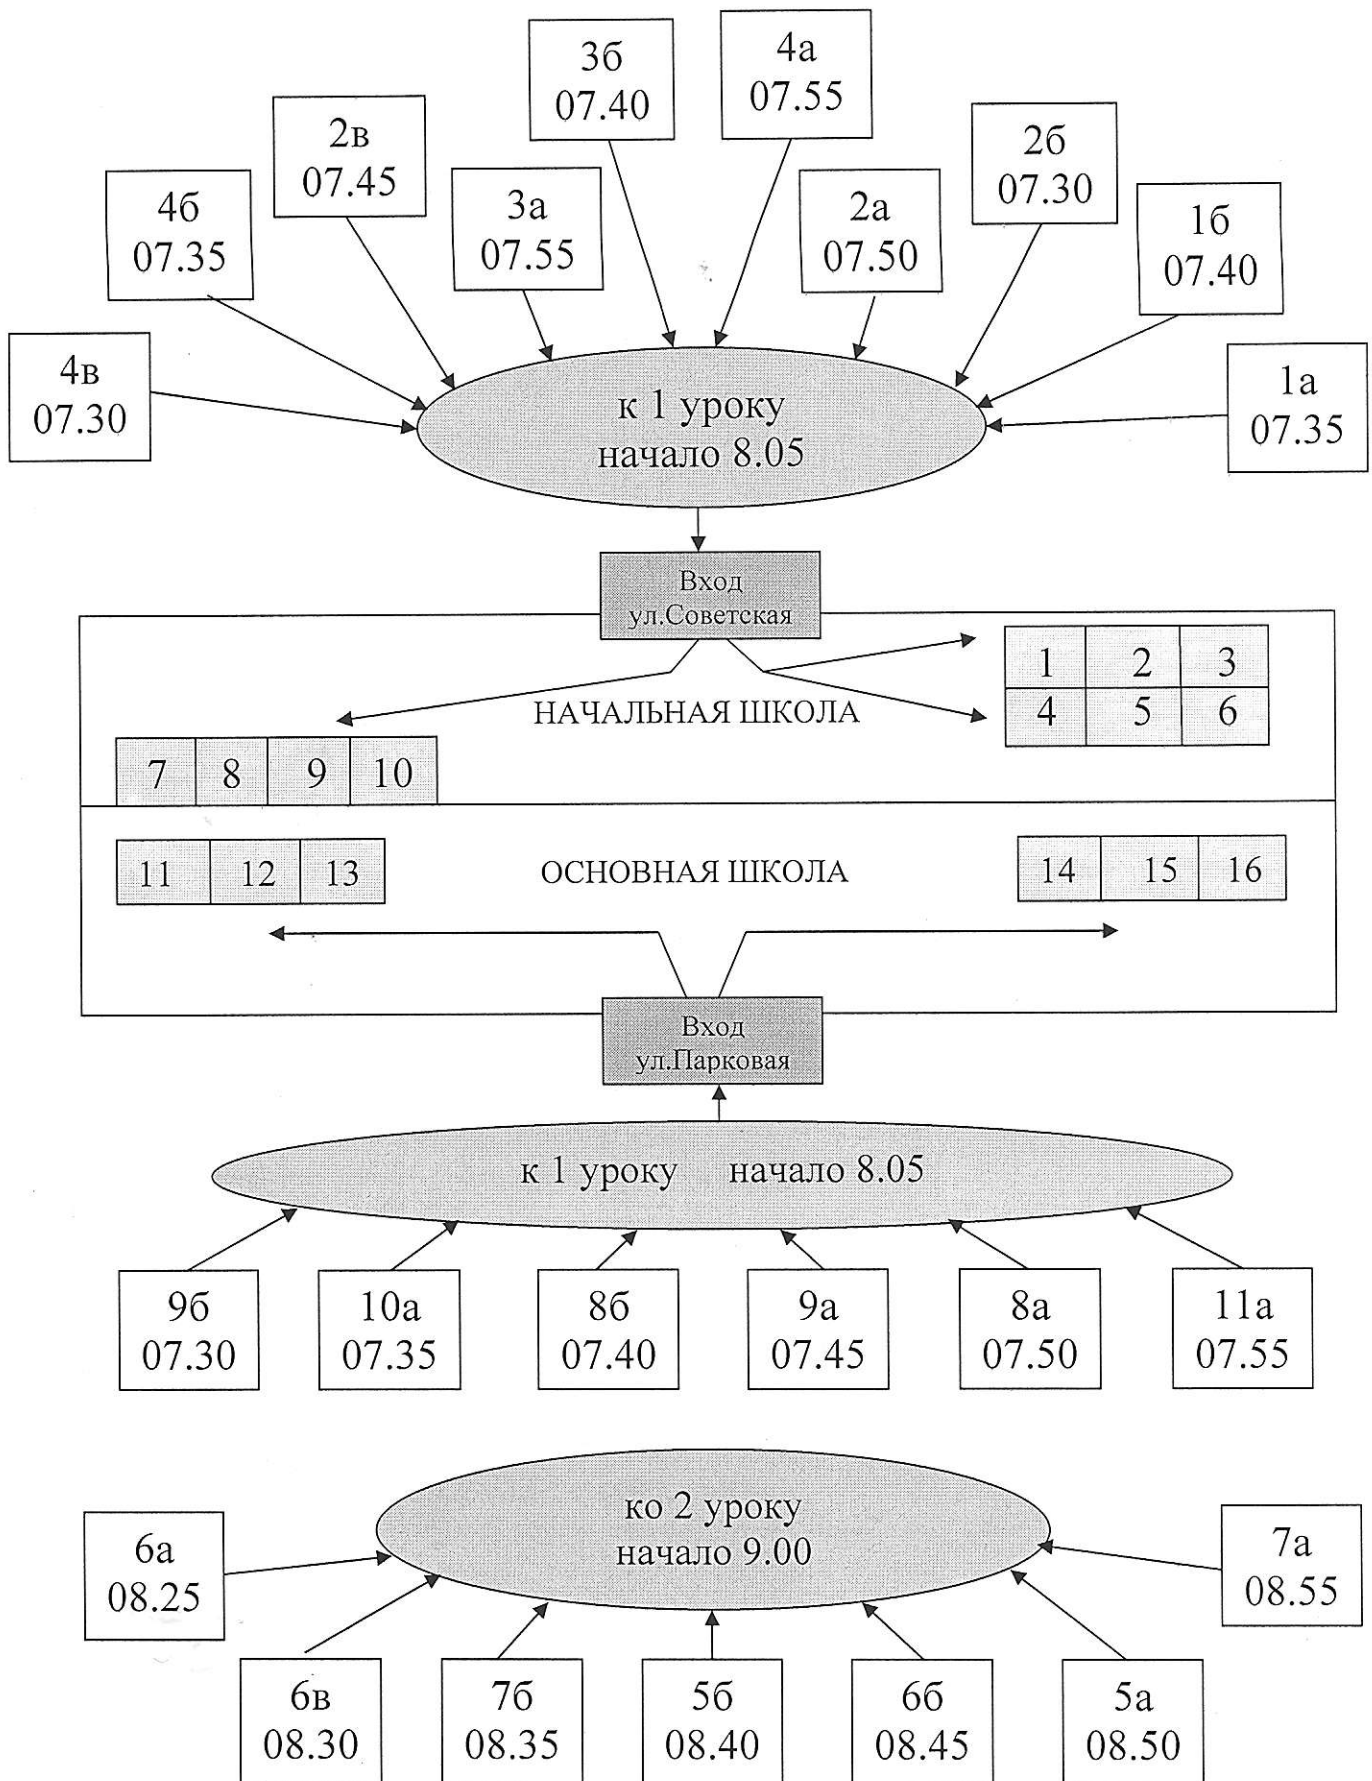 3б
07.40
4а
07.55
2в
07.45
2б
07.30
4б
07.35
3а
07.55
2а
07.50
1б
07.40
4в
07.30
1а
07.35
к 1 уроку
начало 8.05
Вход
ул.Советская
1 2 3
4 5 6
НАЧАЛЬНАЯ ШКОЛА
7 8 9 10
11 12 13
ОСНОВНАЯ ШКОЛА
14 15 16
Вход
ул.Парковая
к 1 уроку начало 8.05
9б
07.30
10а
07.35
8б
07.40
9а
07.45
8а
07.50
11а
07.55
ко 2 уроку
начало 9.00
6а
08.25
7а
08.55
6в
08.30
7б
08.35
5б
08.40
6б
08.45
5а
08.50